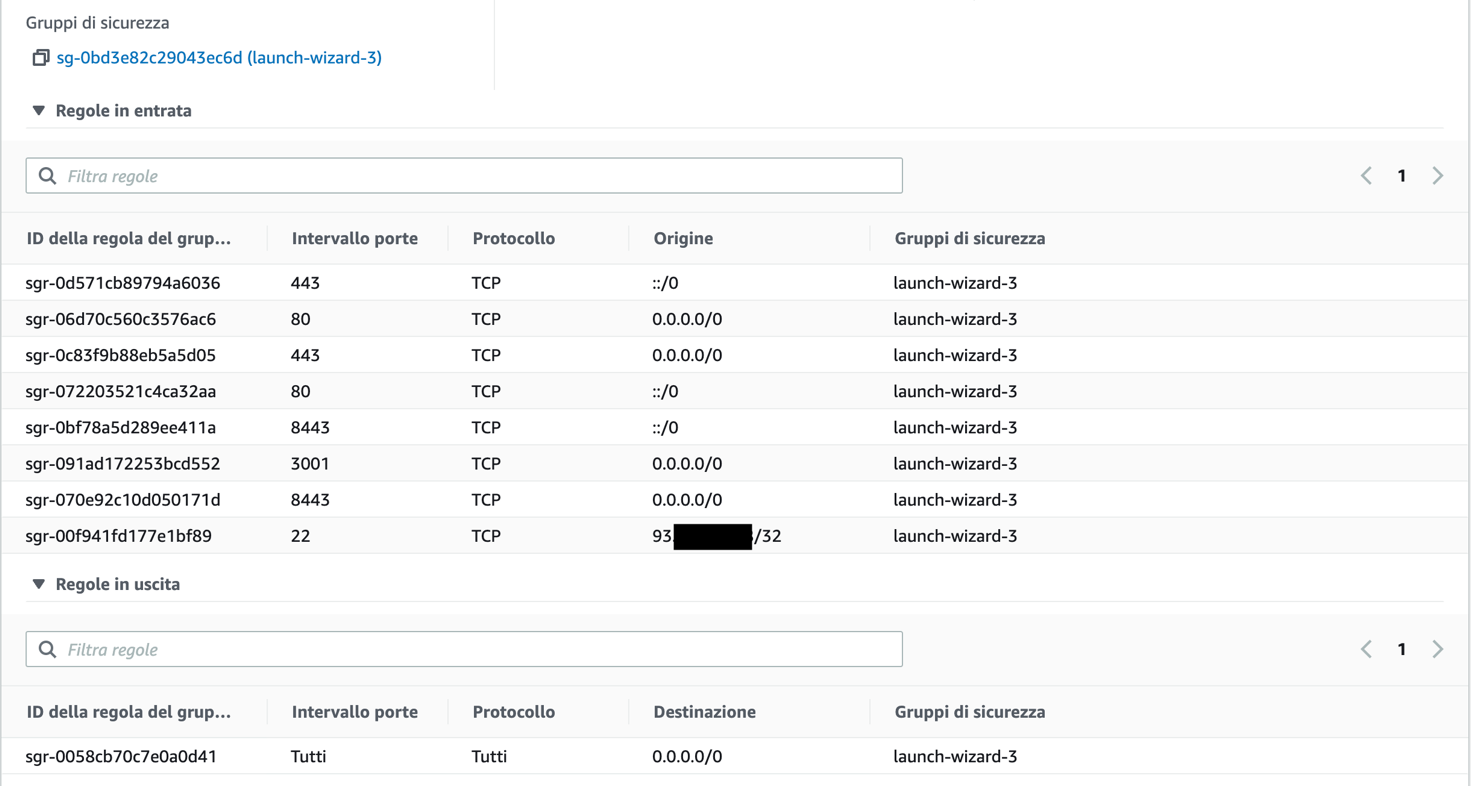 Gruppi di sicurezza
sg-0bd3e82c29043ec6d (launch-wizard-3)
Regole in entrata
Filtra regole
1
ID della regola del grup... Intervallo porte Protocollo Origine Gruppi di sicurezza
sgr-0d571cb89794a6036 443 TCP ::/0 launch-wizard-3
sgr-06d70c560c3576ac6 80 TCP 0.0.0.0/0 launch-wizard-3
sgr-0c83f9b88eb5a5d05 443 TCP 0.0.0.0/0 launch-wizard-3
sgr-072203521c4ca32aa 80 TCP ::/0 launch-wizard-3
sgr-0bf78a5d289ee411a 8443 TCP ::/0 launch-wizard-3
sgr-091ad172253bcd552 3001 TCP 0.0.0.0/0 launch-wizard-3
sgr-070e92c10d050171d 8443 TCP 0.0.0.0/0 launch-wizard-3
sgr-00f941fd177e1bf89 22 TCP 93. /32 launch-wizard-3
Regole in uscita
Filtra regole
1
ID della regola del grup... Intervallo porte Protocollo Destinazione Gruppi di sicurezza
sgr-0058cb70c7e0a0d41 Tutti Tutti 0.0.0.0/0 launch-wizard-3